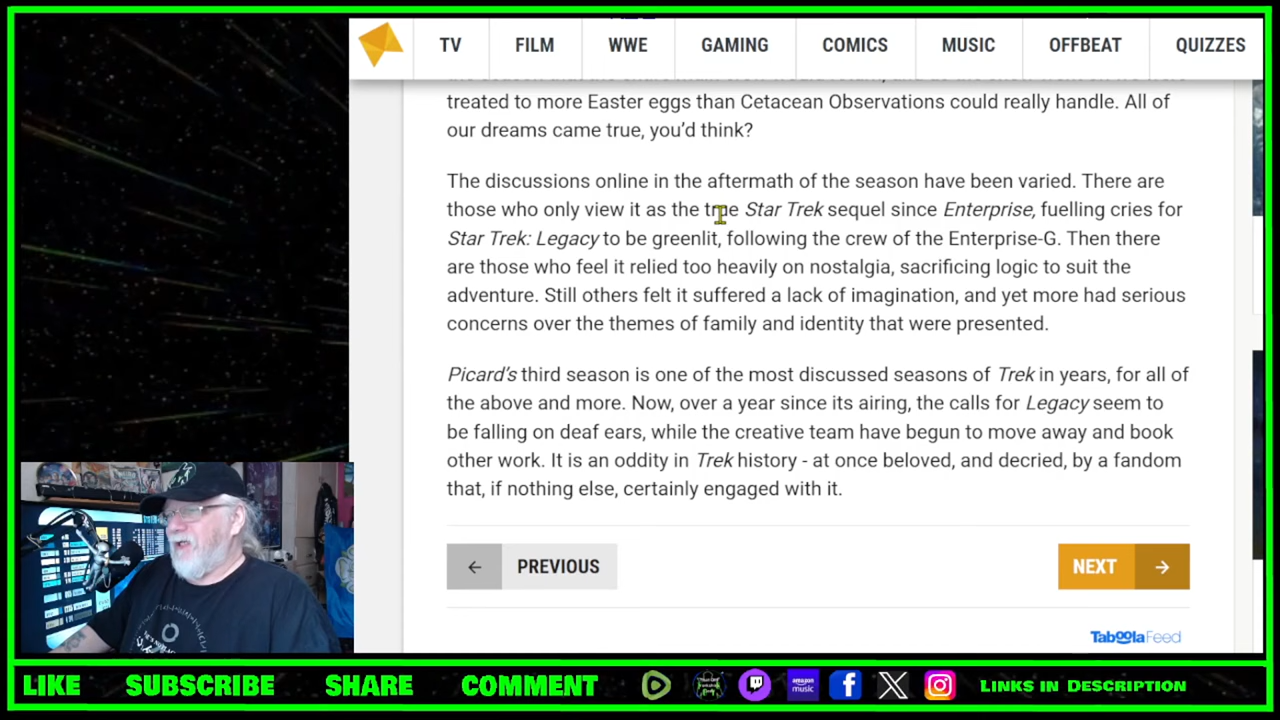 TV FILM WWE GAMING COMICS MUSIC OFFBEAT QUIZZES
treated to more Easter eggs than Cetacean Observations could really handle. All of
our dreams came true, you'd think?
The discussions online in the aftermath of the season have been varied. There are
those who only view it as the true Star Trek sequel since Enterprise, fuelling cries for
Star Trek: Legacy to be greenlit, following the crew of the Enterprise-G. Then there
are those who feel it relied too heavily on nostalgia, sacrificing logic to suit the
adventure. Still others felt it suffered a lack of imagination, and yet more had serious
concerns over the themes of family and identity that were presented.
Picard's third season is one of the most discussed seasons of Trek in years, for all of
the above and more. Now, over a year since its airing, the calls for Legacy seem to
be falling on deaf ears, while the creative team have begun to move away and book
other work. It is an oddity in Trek history - at once beloved, and decried, by a fandom
that, if nothing else, certainly engaged with it.
← PREVIOUS
NEXT →
Taboola Feed
LIKE SUBSCRIBE SHARE COMMENT amazon music LINKS IN DESCRIPTION